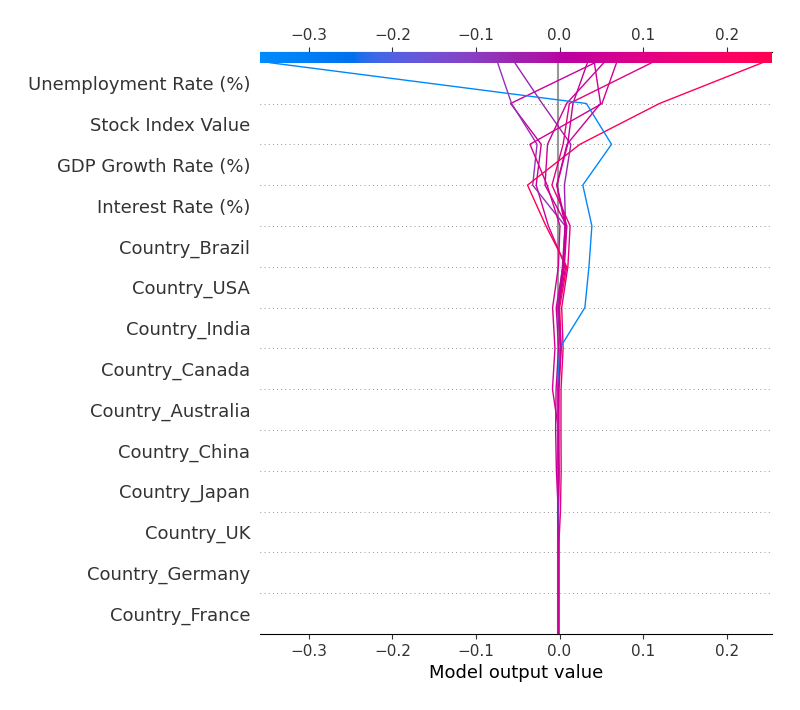 −0.3 −0.2 −0.1 0.0 0.1 0.2
Unemployment Rate (%)
Stock Index Value
GDP Growth Rate (%)
Interest Rate (%)
Country_Brazil
Country_USA
Country_India
Country_Canada
Country_Australia
Country_China
Country_Japan
Country_UK
Country_Germany
Country_France
−0.3 −0.2 −0.1 0.0 0.1 0.2
Model output value